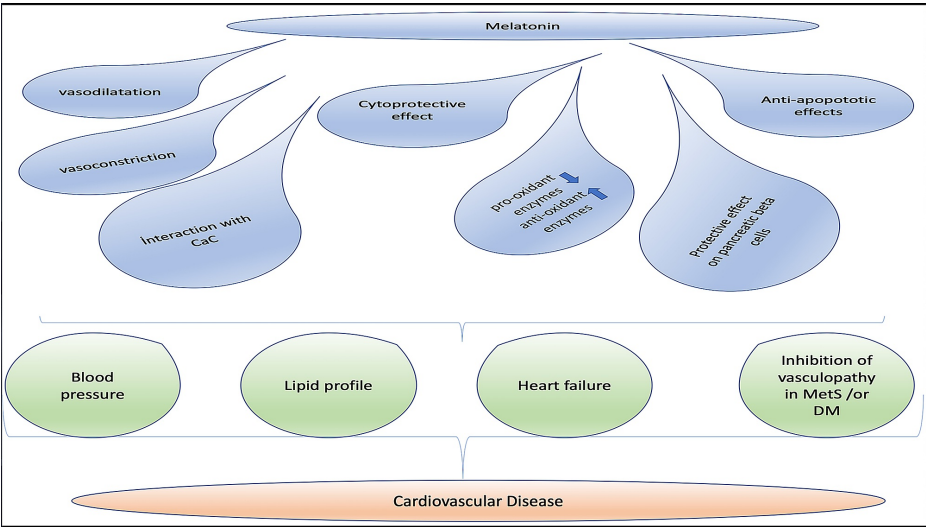 Melatonin
vasodilatation
vasoconstriction
İnteraction with
CaC
Cytoprotective
effect
pro-oxidant
enzymes
anti-oxidant
enzymes
Protective effect
on pancreatic beta
cells
Anti-apopototic
effects
Blood
pressure
Lipid profile
Heart failure
Inhibition of
vasculopathy
in MetS /or
DM
Cardiovascular Disease